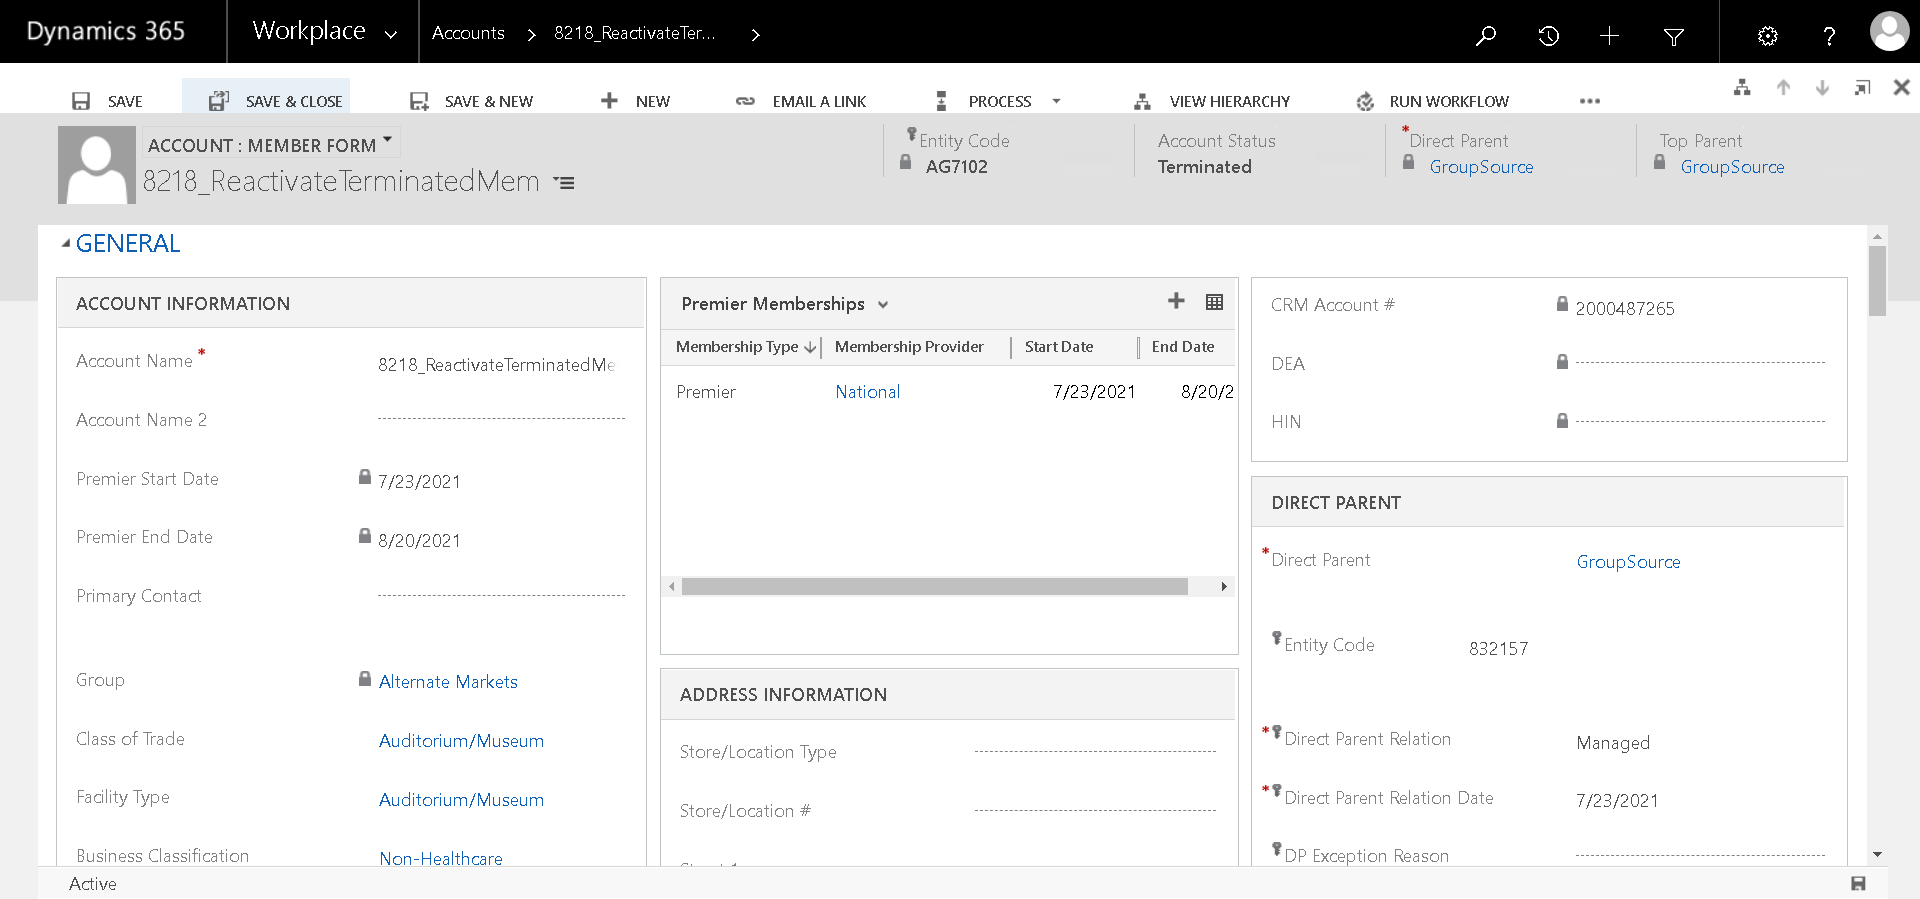 Dynamics 365
Workplace
Accounts
8218_ReactivateTer...
SAVE
SAVE & CLOSE
SAVE & NEW
NEW
EMAIL A LINK
PROCESS
VIEW HIERARCHY
RUN WORKFLOW
ACCOUNT : MEMBER FORM
8218_ReactivateTerminatedMem
Entity Code
AG7102
Account Status
Terminated
*Direct Parent
GroupSource
Top Parent
GroupSource
GENERAL
ACCOUNT INFORMATION
Account Name *
8218_ReactivateTerminatedMe
Account Name 2
Premier Start Date
7/23/2021
Premier End Date
8/20/2021
Primary Contact
Group
Alternate Markets
Class of Trade
Auditorium/Museum
Facility Type
Auditorium/Museum
Business Classification
Non-Healthcare
Premier Memberships
Membership Type
Membership Provider
Start Date
End Date
Premier
National
7/23/2021
8/20/2
ADDRESS INFORMATION
Store/Location Type
Store/Location #
CRM Account #
2000487265
DEA
HIN
DIRECT PARENT
*Direct Parent
GroupSource
Entity Code
832157
*Direct Parent Relation
Managed
*Direct Parent Relation Date
7/23/2021
DP Exception Reason
Active